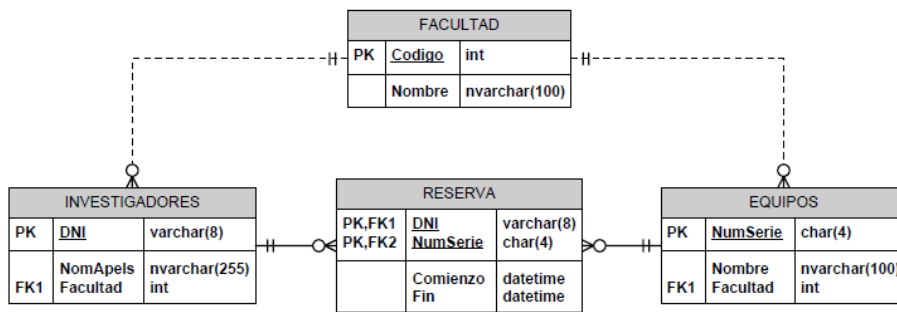 FACULTAD
PK Codigo int
Nombre nvarchar(100)
INVESTIGADORES
PK DNI varchar(8)
NomApels nvarchar(255)
FK1 Facultad int
RESERVA
PK,FK1 DNI varchar(8)
PK,FK2 NumSerie char(4)
Comienzo datetime
Fin datetime
EQUIPOS
PK NumSerie char(4)
Nombre nvarchar(100)
FK1 Facultad int